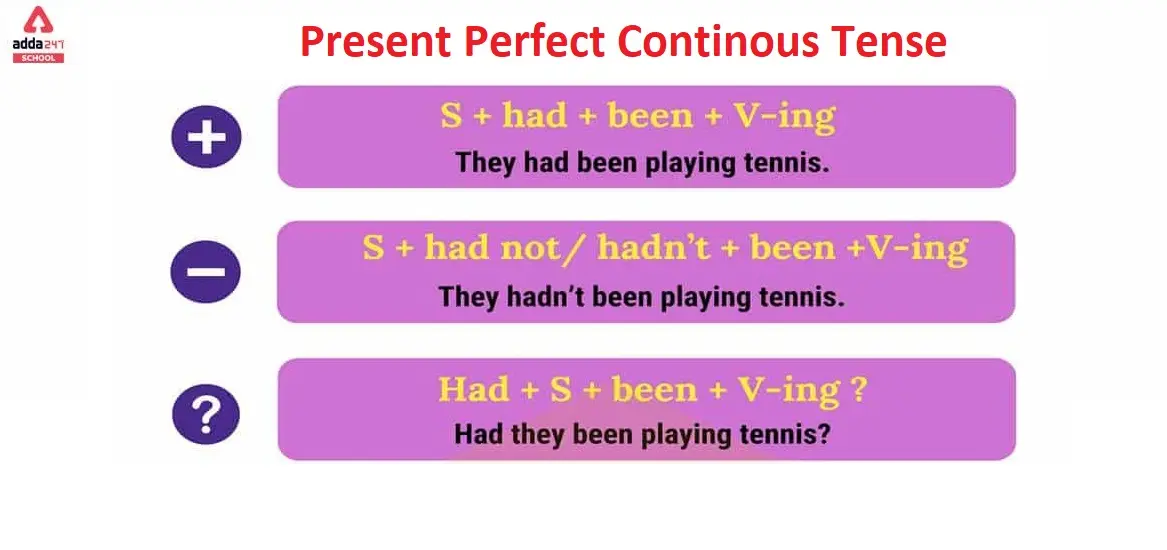 adda247
SCHOOL
Present Perfect Continous Tense
+
S + had + been + V-ing
They had been playing tennis.
−
S + had not/ hadn’t + been +V-ing
They hadn’t been playing tennis.
?
Had + S + been + V-ing ?
Had they been playing tennis?